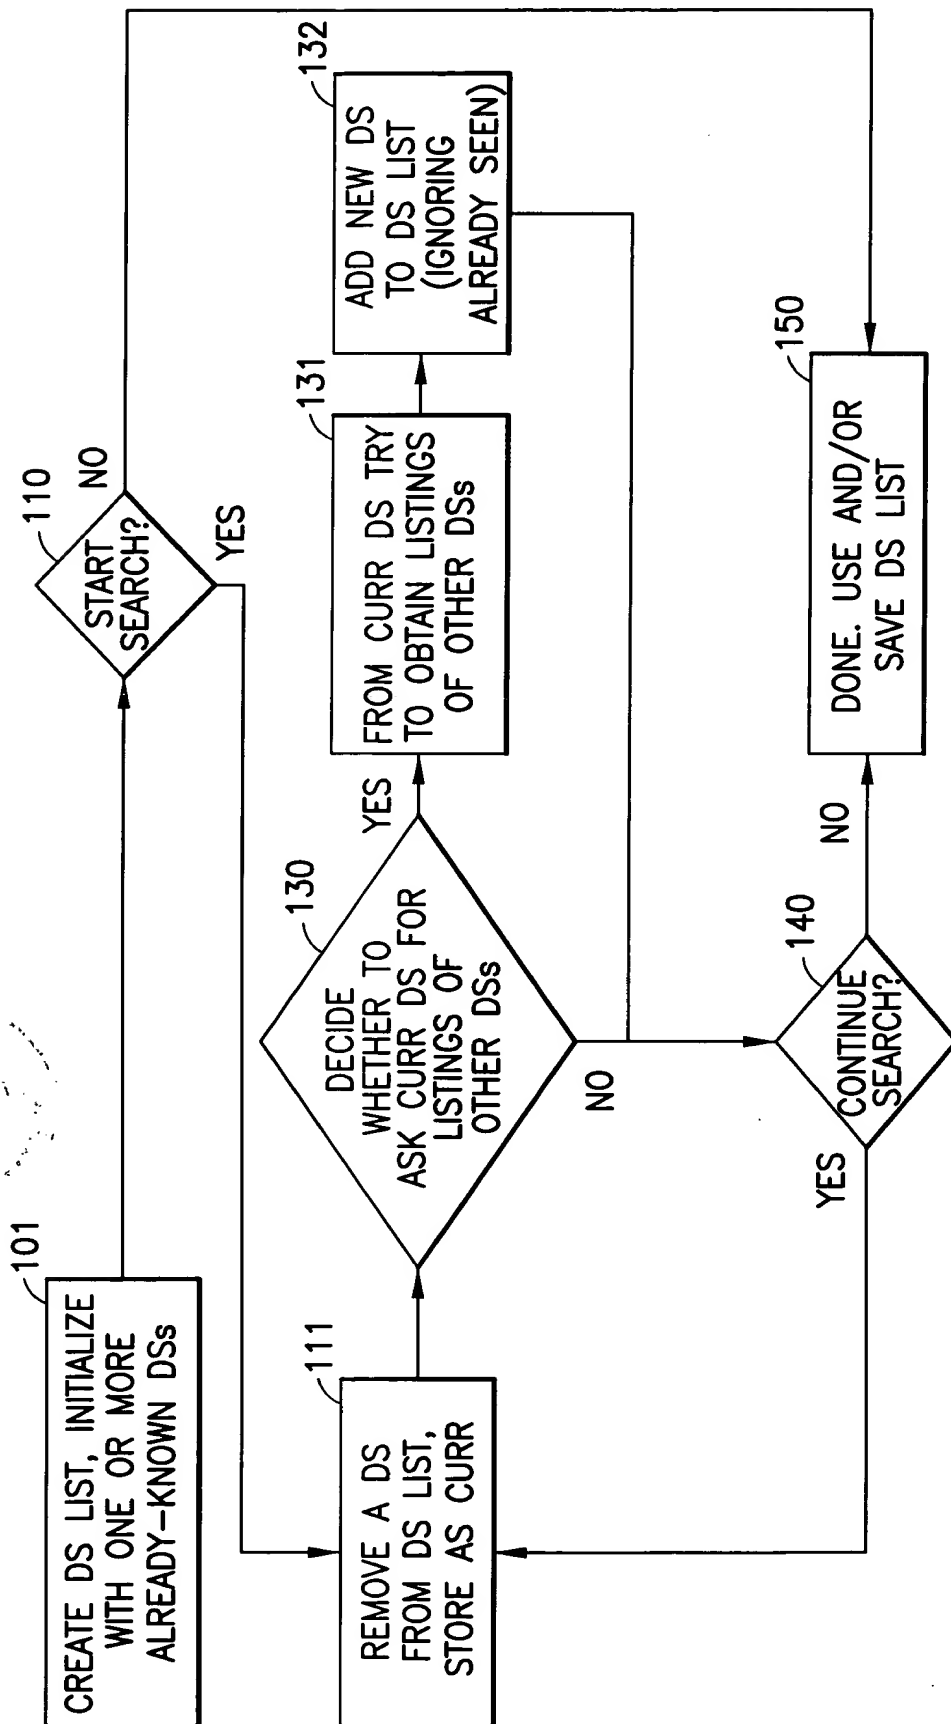 101
CREATE DS LIST, INITIALIZE
WITH ONE OR MORE
ALREADY-KNOWN DSs
110
START
SEARCH?
NO
YES
111
REMOVE A DS
FROM DS LIST,
STORE AS CURR
130
DECIDE
WHETHER TO
ASK CURR DS FOR
LISTINGS OF
OTHER DSs
YES
NO
131
FROM CURR DS TRY
TO OBTAIN LISTINGS
OF OTHER DSs
132
ADD NEW DS
TO DS LIST
(IGNORING
ALREADY SEEN)
140
CONTINUE
SEARCH?
YES
NO
150
DONE. USE AND/OR
SAVE DS LIST